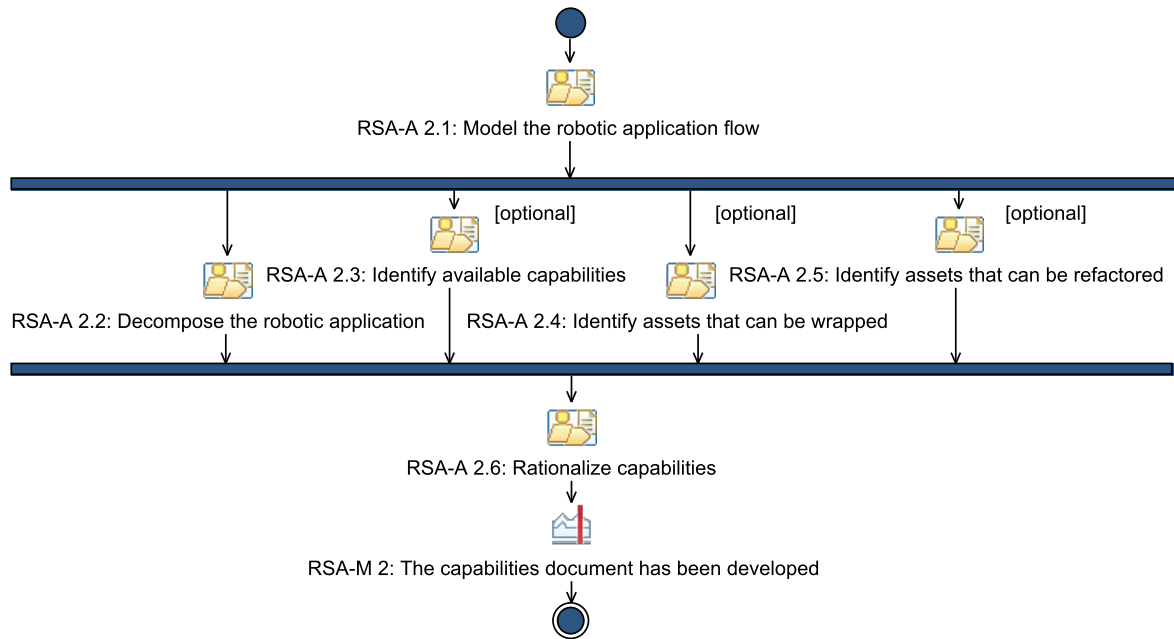 RSA-A 2.1: Model the robotic application flow
[optional]
[optional]
[optional]
RSA-A 2.3: Identify available capabilities
RSA-A 2.5: Identify assets that can be refactored
RSA-A 2.2: Decompose the robotic application
RSA-A 2.4: Identify assets that can be wrapped
RSA-A 2.6: Rationalize capabilities
RSA-M 2: The capabilities document has been developed